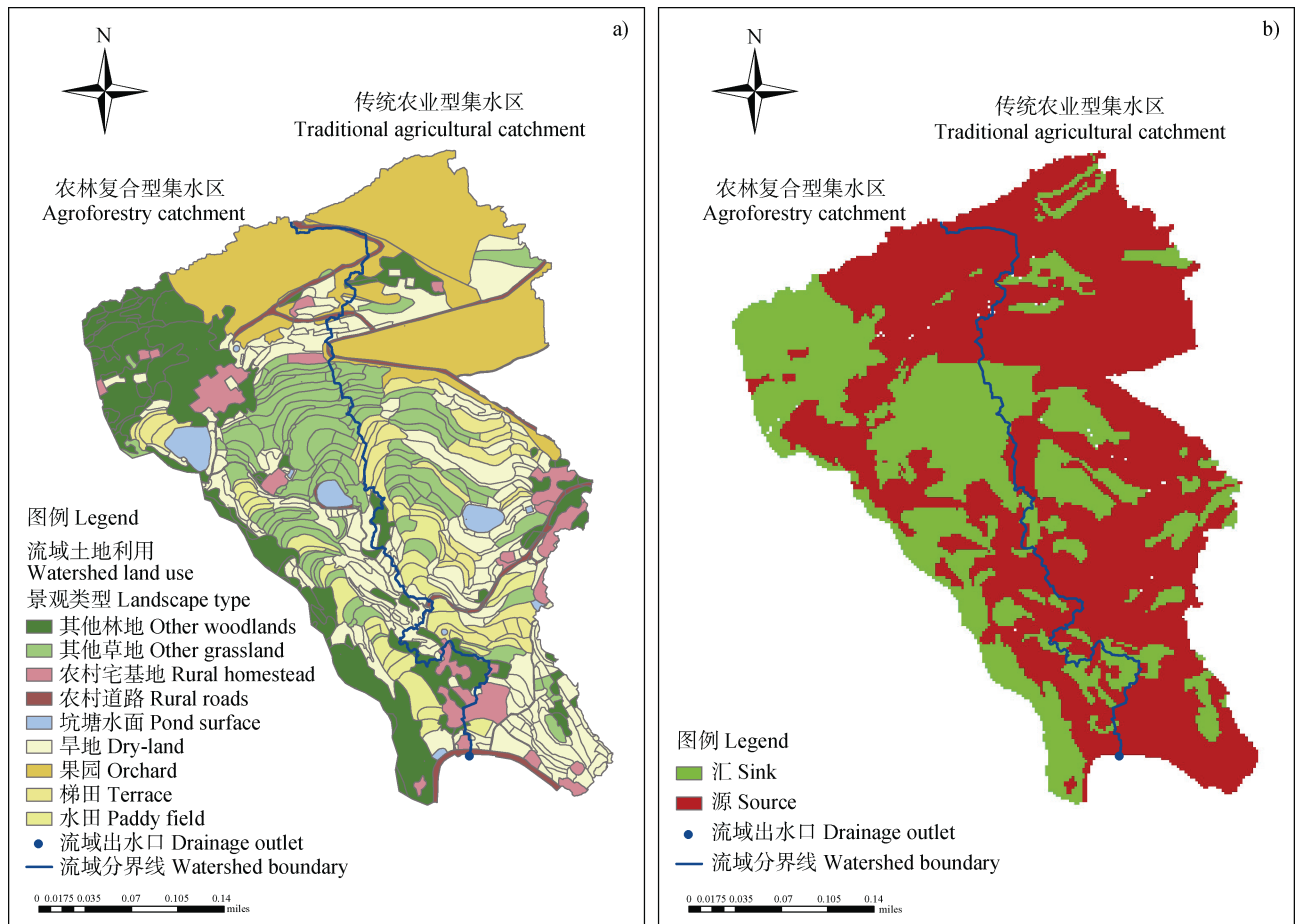 a)
N
传统农业型集水区
Traditional agricultural catchment
农林复合型集水区
Agroforestry catchment
图例 Legend
流域土地利用
Watershed land use
景观类型 Landscape type
其他林地 Other woodlands
其他草地 Other grassland
农村宅基地 Rural homestead
农村道路 Rural roads
坑塘水面 Pond surface
旱地 Dry-land
果园 Orchard
梯田 Terrace
水田 Paddy field
流域出水口 Drainage outlet
流域分界线 Watershed boundary
0 0.0175 0.035 0.07 0.105 0.14
miles
b)
N
传统农业型集水区
Traditional agricultural catchment
农林复合型集水区
Agroforestry catchment
图例 Legend
汇 Sink
源 Source
流域出水口 Drainage outlet
流域分界线 Watershed boundary
0 0.0175 0.035 0.07 0.105 0.14
miles